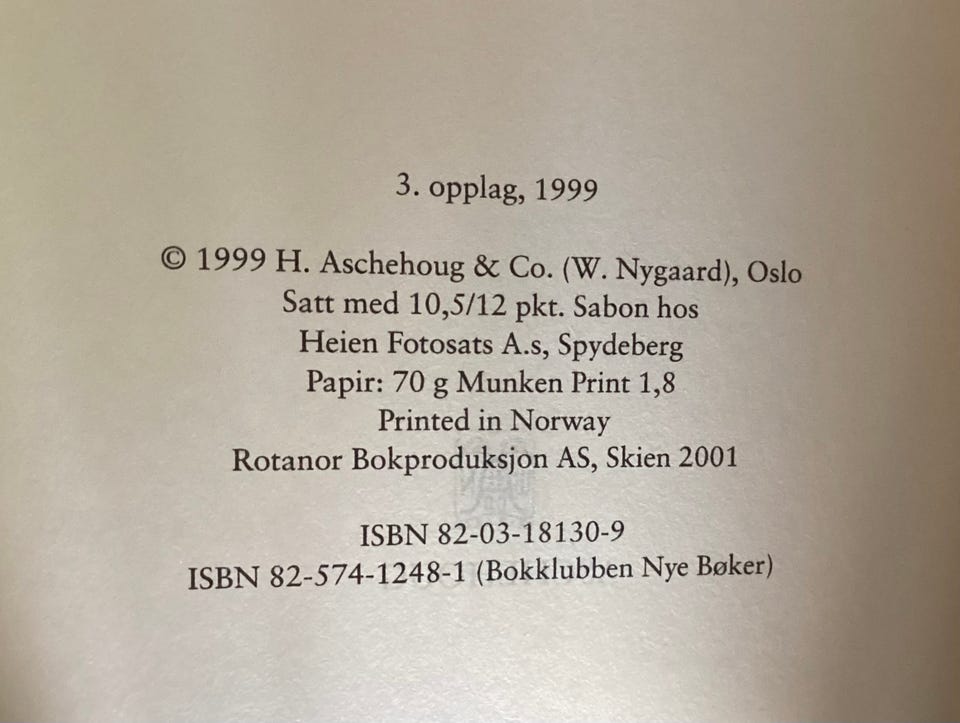 3. opplag, 1999
© 1999 H. Aschehoug & Co. (W. Nygaard), Oslo
Satt med 10,5/12 pkt. Sabon hos
Heien Fotosats A.s, Spydeberg
Papir: 70 g Munken Print 1,8
Printed in Norway
Rotanor Bokproduksjon AS, Skien 2001
ISBN 82-03-18130-9
ISBN 82-574-1248-1 (Bokklubben Nye Bøker)